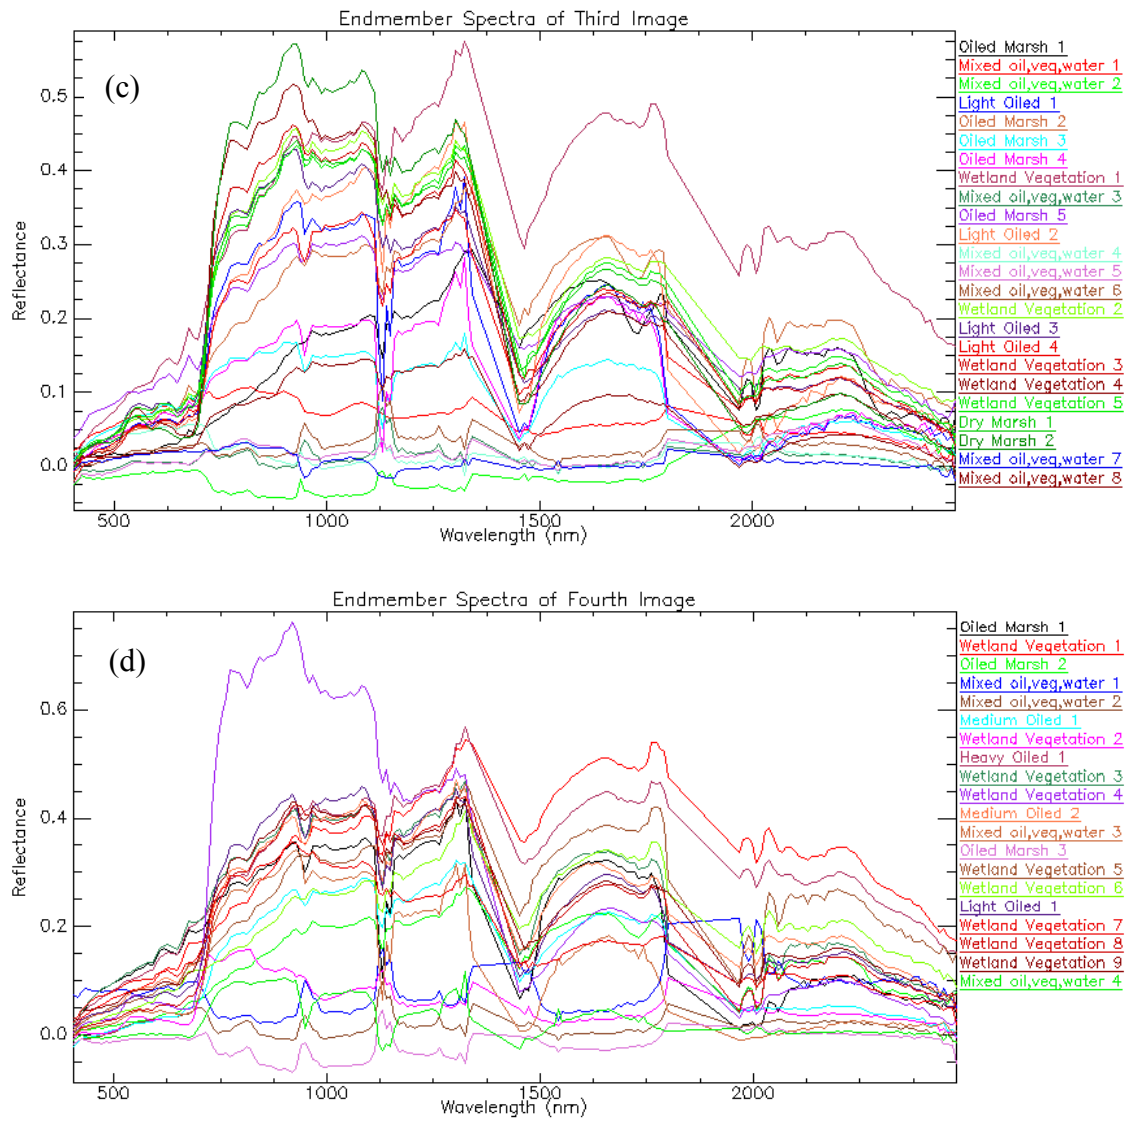 Endmember Spectra of Third Image
(c)
Reflectance
0.5
0.4
0.3
0.2
0.1
0.0
500
1000
1500
2000
Wavelength (nm)
Oiled Marsh 1
Mixed oil,veg,water 1
Mixed oil,veg,water 2
Light Oiled 1
Oiled Marsh 2
Oiled Marsh 3
Oiled Marsh 4
Wetland Vegetation 1
Mixed oil,veg,water 3
Oiled Marsh 5
Light Oiled 2
Mixed oil,veg,water 4
Mixed oil,veg,water 5
Mixed oil,veg,water 6
Wetland Vegetation 2
Light Oiled 3
Light Oiled 4
Wetland Vegetation 3
Wetland Vegetation 4
Wetland Vegetation 5
Dry Marsh 1
Dry Marsh 2
Mixed oil,veg,water 7
Mixed oil,veg,water 8
Endmember Spectra of Fourth Image
(d)
Reflectance
0.6
0.4
0.2
0.0
500
1000
1500
2000
Wavelength (nm)
Oiled Marsh 1
Wetland Vegetation 1
Oiled Marsh 2
Mixed oil,veg,water 1
Mixed oil,veg,water 2
Medium Oiled 1
Wetland Vegetation 2
Heavy Oiled 1
Wetland Vegetation 3
Wetland Vegetation 4
Medium Oiled 2
Mixed oil,veg,water 3
Oiled Marsh 3
Wetland Vegetation 5
Wetland Vegetation 6
Light Oiled 1
Wetland Vegetation 7
Wetland Vegetation 8
Wetland Vegetation 9
Mixed oil,veg,water 4